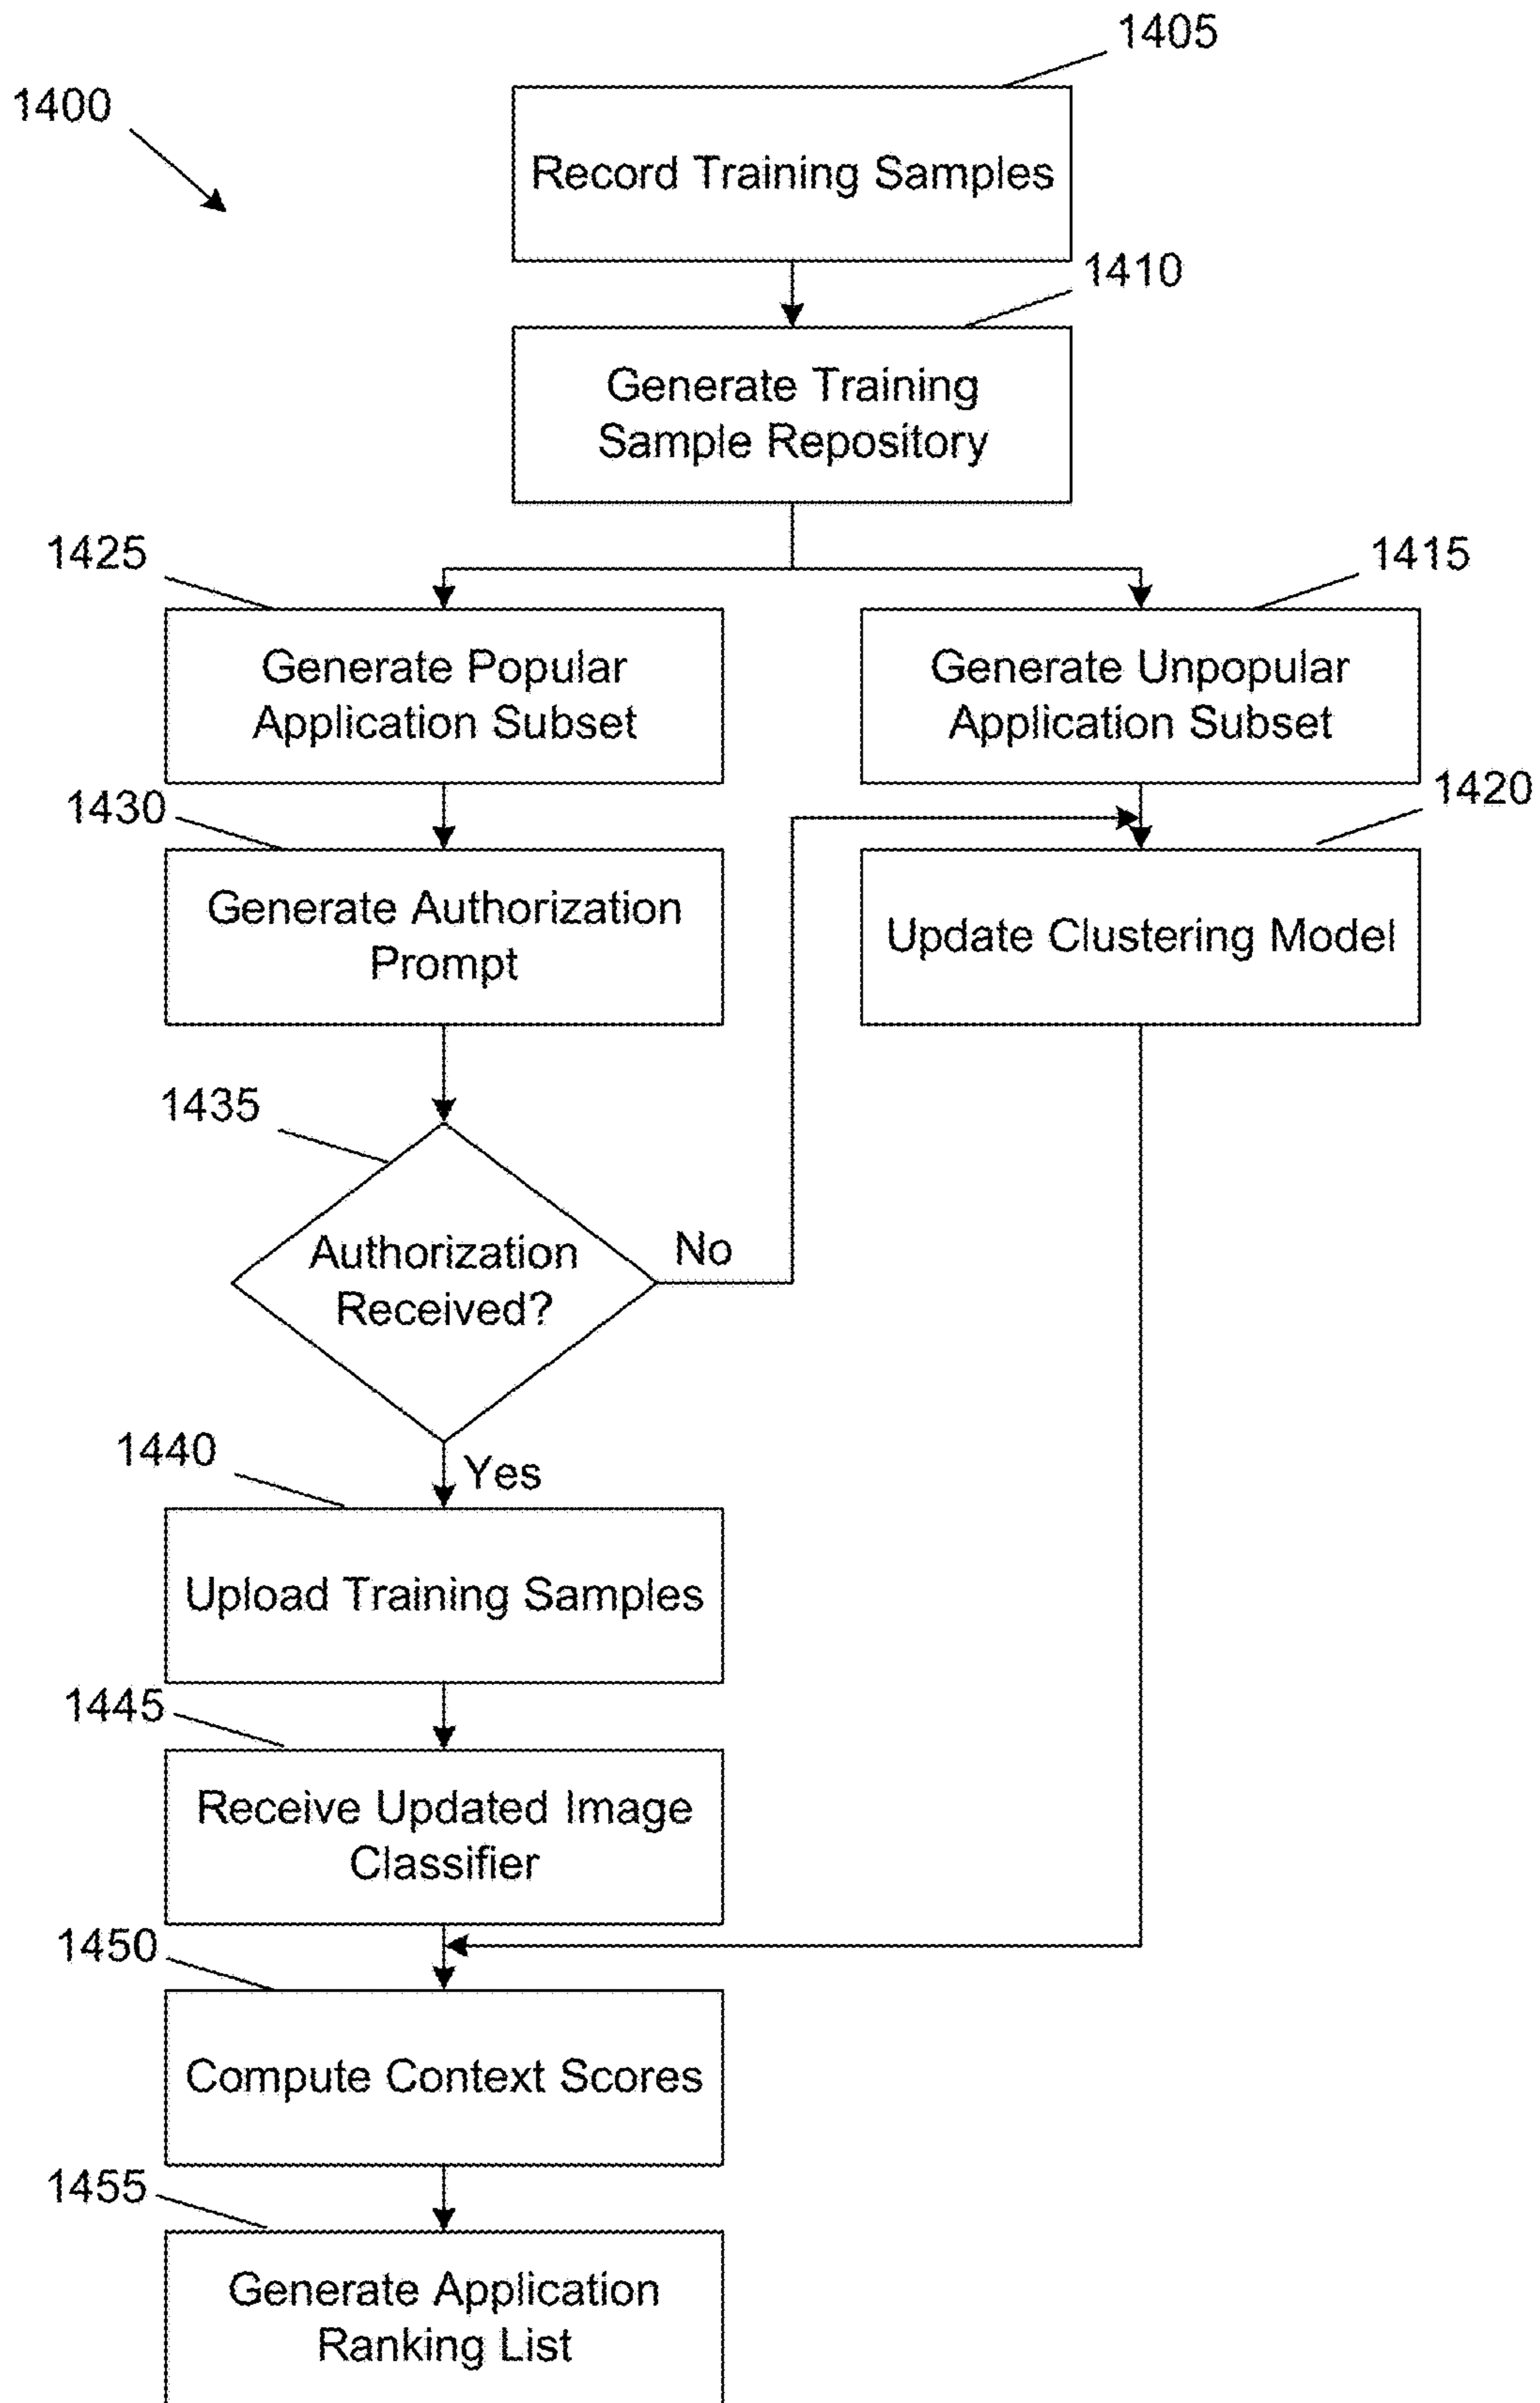 1405
1400
Record Training Samples
1410
Generate Training
Sample Repository
1425
1415
Generate Popular
Application Subset
Generate Unpopular
Application Subset
1430
1420
Generate Authorization
Prompt
Update Clustering Model
1435
Authorization
Received?
No
1440
Yes
Upload Training Samples
1445
Receive Updated Image
Classifier
1450
Compute Context Scores
1455
Generate Application
Ranking List